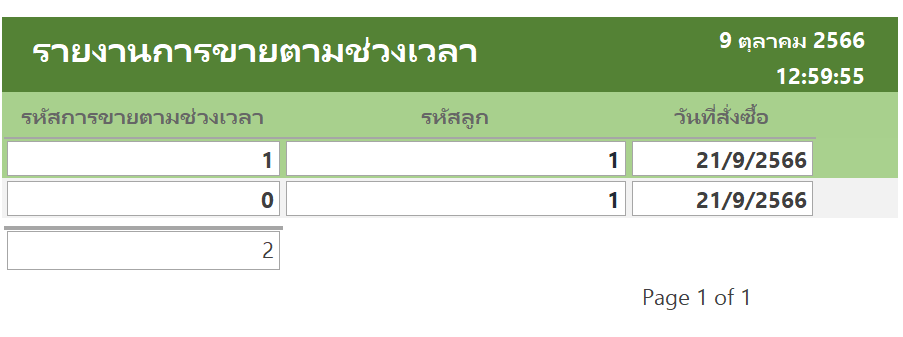 รายงานการขายตามช่วงเวลา 9 ตุลาคม 2566
12:59:55
รหัสการขายตามช่วงเวลา รหัสลูก วันที่สั่งซื้อ
1 1 21/9/2566
0 1 21/9/2566
2
Page 1 of 1